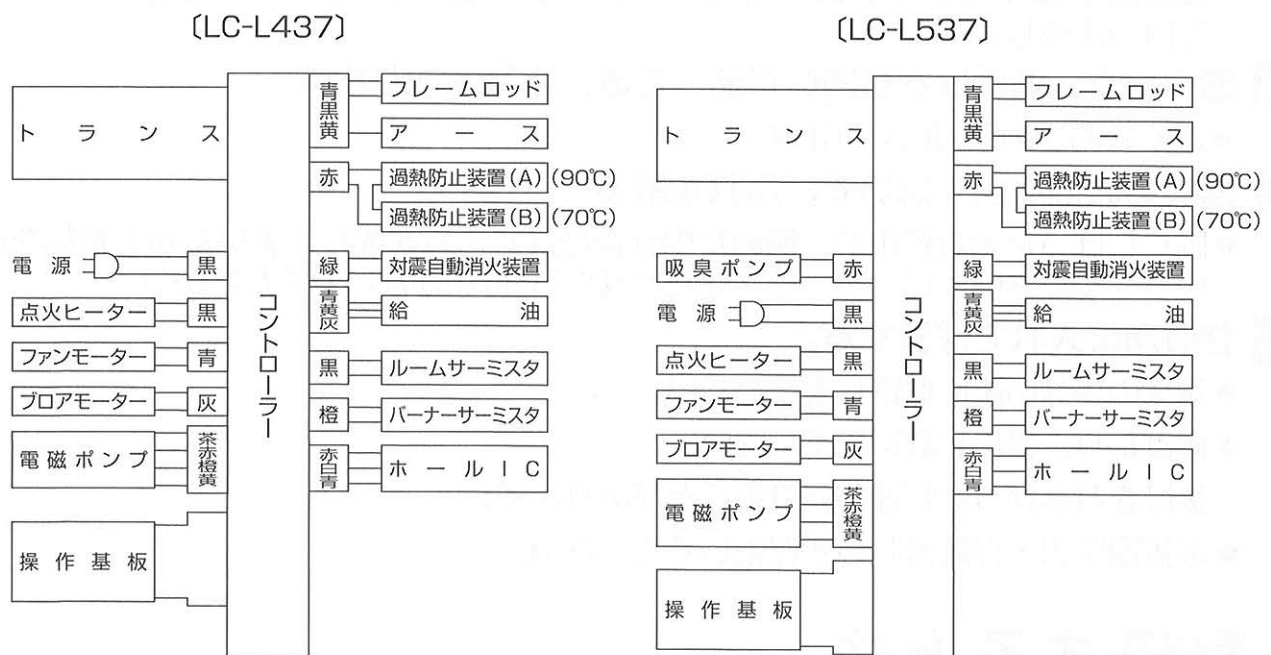 〔LC-L437〕
トランス
電源
黒
点火ヒーター
黒
ファンモーター
青
ブロアモーター
灰
電磁ポンプ
茶赤橙黄
操作基板
コントローラー
青黒黄
フレームロッド
アース
赤
過熱防止装置(A)(90℃)
過熱防止装置(B)(70℃)
緑
対震自動消火装置
青黄灰
給油
黒
ルームサーミスタ
橙
バーナーサーミスタ
赤白青
ホールIC
〔LC-L537〕
トランス
吸臭ポンプ
赤
電源
黒
点火ヒーター
黒
ファンモーター
青
ブロアモーター
灰
電磁ポンプ
茶赤橙黄
操作基板
コントローラー
青黒黄
フレームロッド
アース
赤
過熱防止装置(A)(90℃)
過熱防止装置(B)(70℃)
緑
対震自動消火装置
青黄灰
給油
黒
ルームサーミスタ
橙
バーナーサーミスタ
赤白青
ホールIC